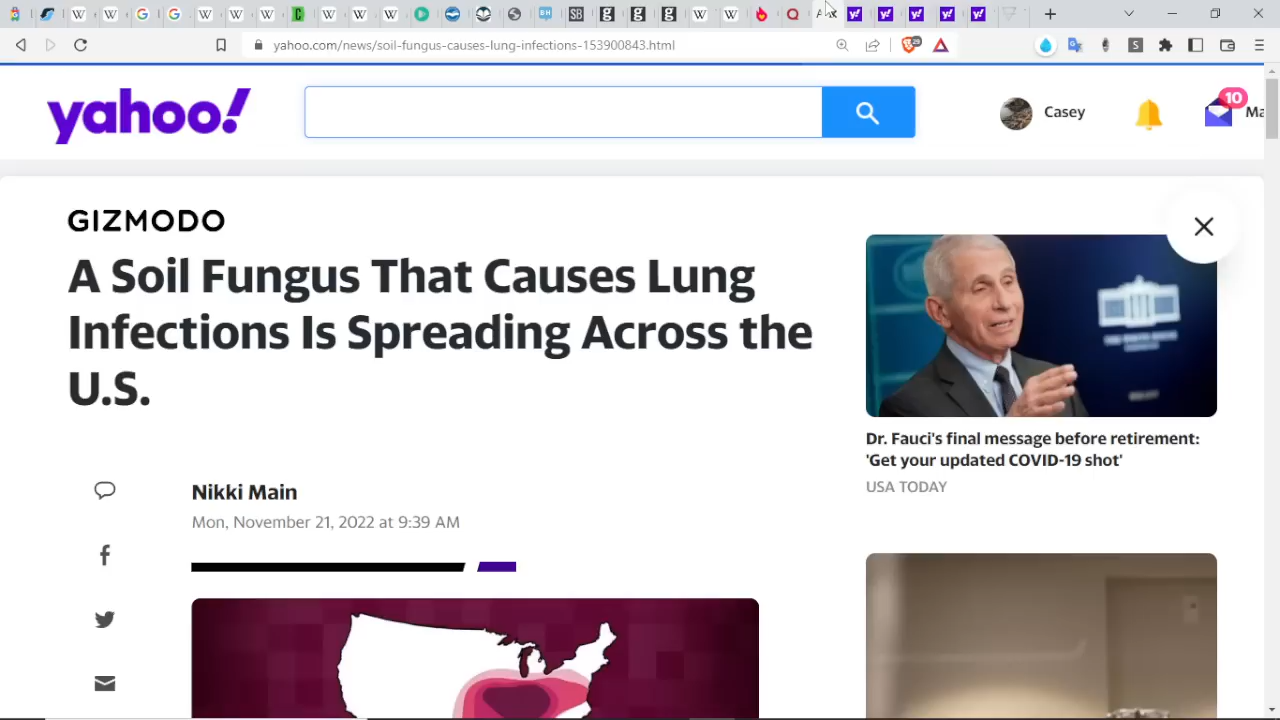 yahoo.com/news/soil-fungus-causes-lung-infections-153900843.html
29
yahoo!
Casey
10
Ma
GIZMODO
A Soil Fungus That Causes Lung
Infections Is Spreading Across the
U.S.
Nikki Main
Mon, November 21, 2022 at 9:39 AM
Dr. Fauci's final message before retirement:
'Get your updated COVID-19 shot'
USA TODAY